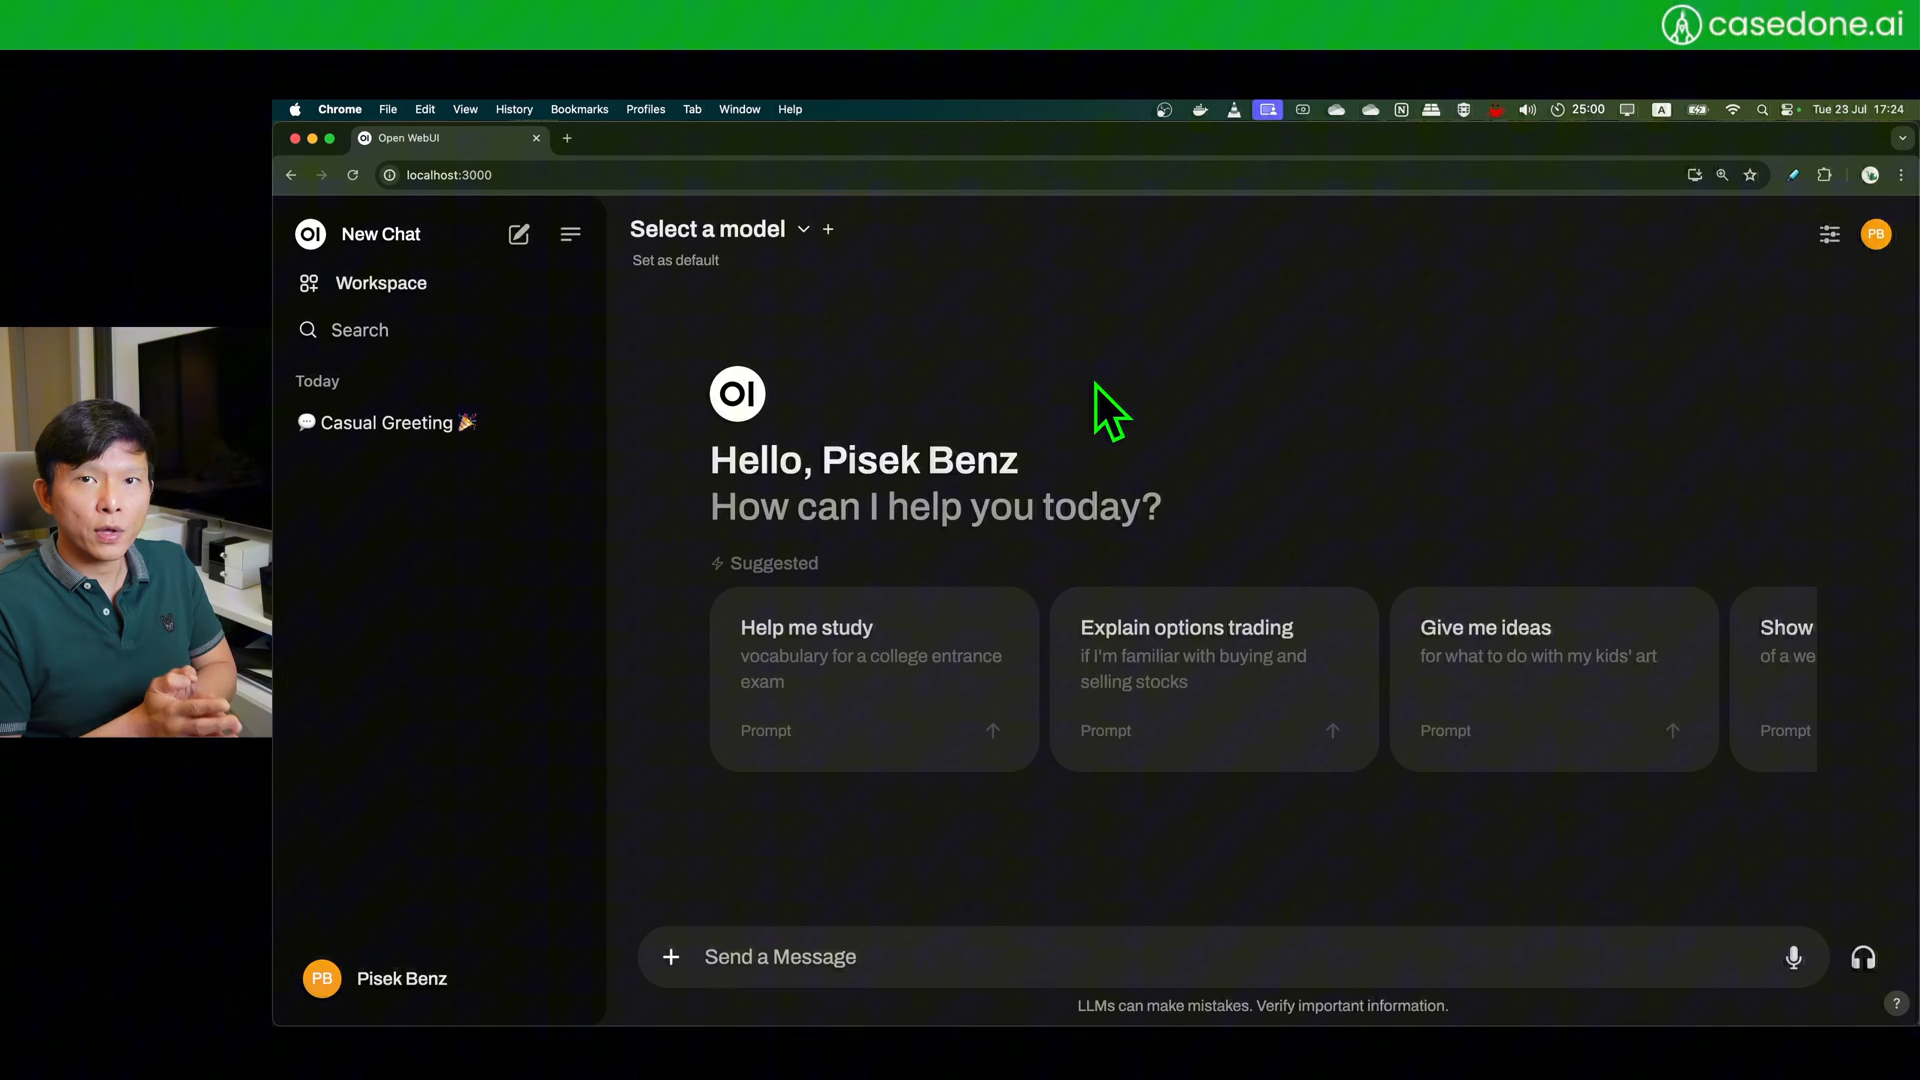 casedone.ai
Chrome File Edit View History Bookmarks Profiles Tab Window Help
25:00 A Tue 23 Jul 17:24
OI Open WebUI
localhost:3000
OI New Chat
Workspace
Search
Today
Casual Greeting
PB Pisek Benz
Select a model
Set as default
PB
OI
Hello, Pisek Benz
How can I help you today?
Suggested
Help me study
vocabulary for a college entrance
exam
Prompt
Explain options trading
if I'm familiar with buying and
selling stocks
Prompt
Give me ideas
for what to do with my kids' art
Prompt
Show
of a we
Prompt
Send a Message
LLMs can make mistakes. Verify important information.
?